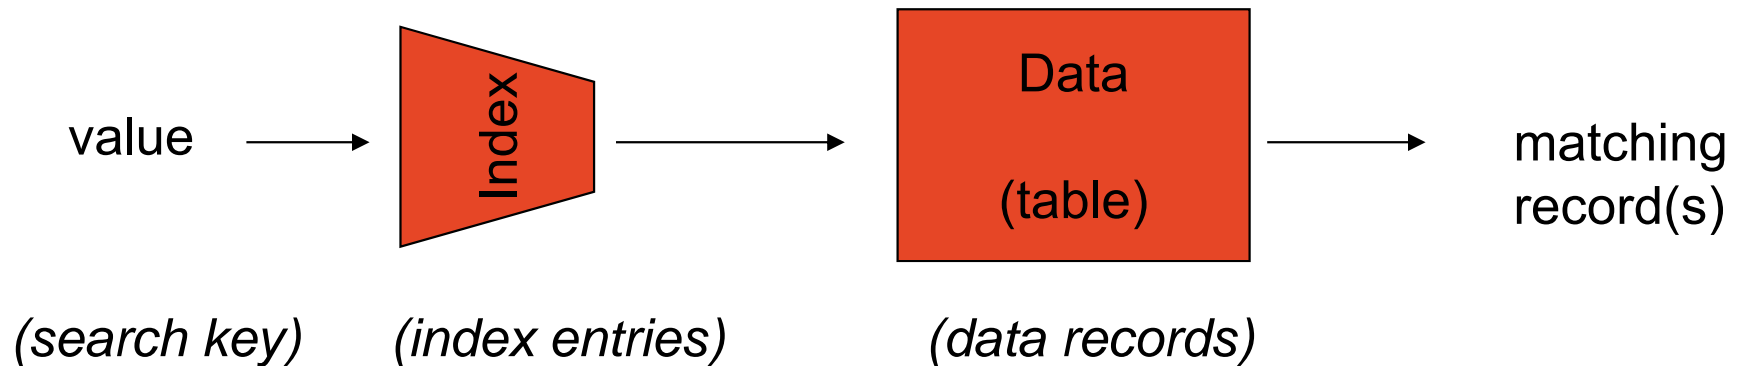 value
Index
Data
(table)
matching
record(s)
(search key)
(index entries)
(data records)